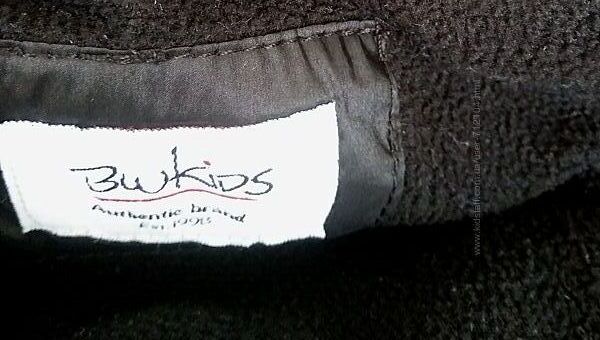 BWKIDS
Authentic brand
Est 1998